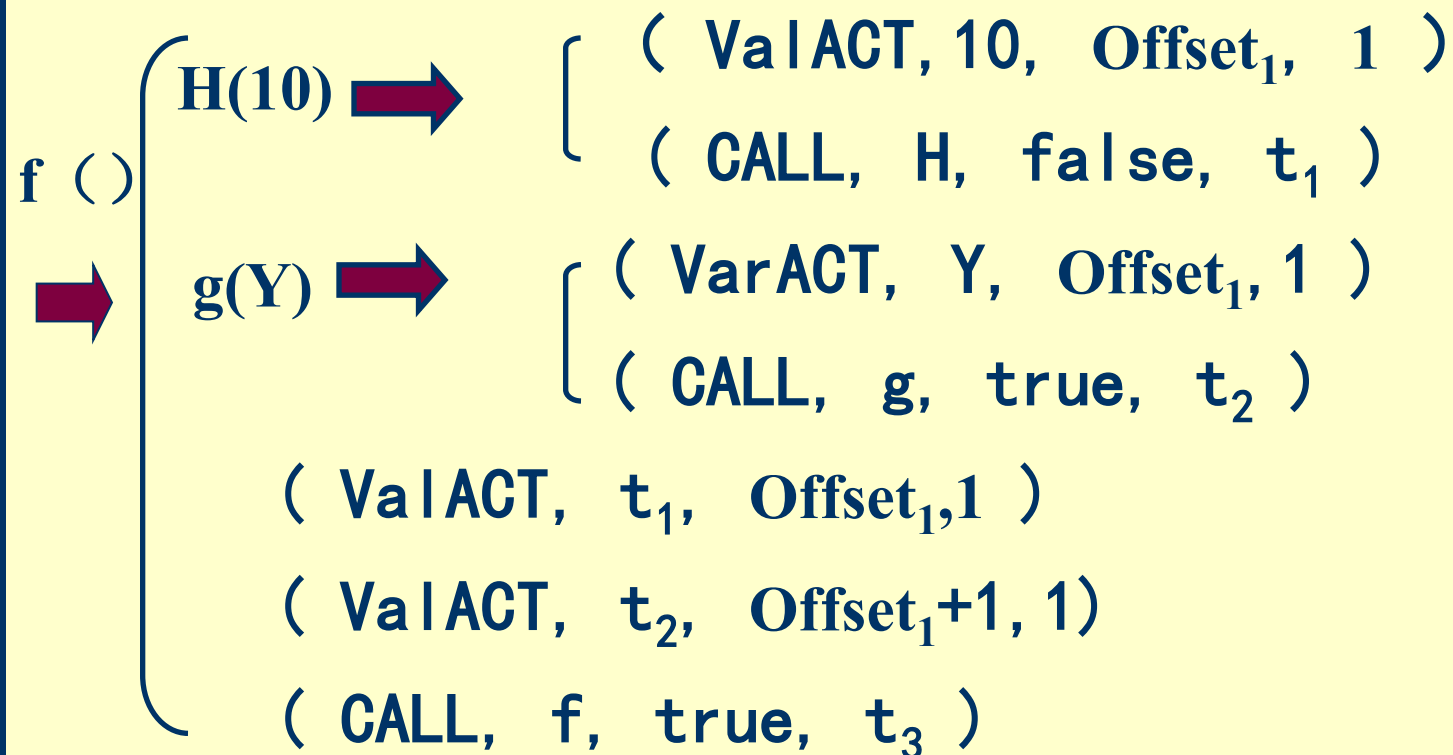 ( ValACT,10, Offset₁, 1 )
H(10)
( CALL, H, false, t₁ )
f （）
( VarACT, Y, Offset₁,1 )
g(Y)
( CALL, g, true, t₂ )
( ValACT, t₁, Offset₁,1 )
( ValACT, t₂, Offset₁+1,1)
( CALL, f, true, t₃ )